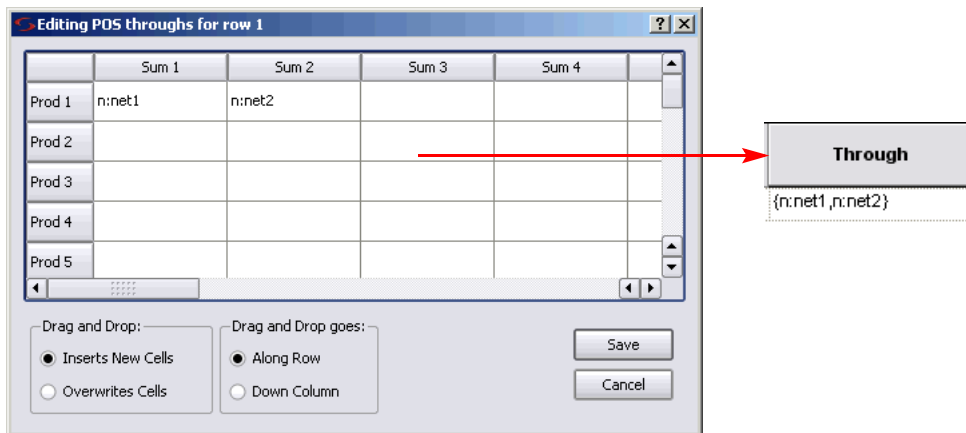 Editing POS throughs for row 1
Sum 1 Sum 2 Sum 3 Sum 4
Prod 1 n:net1 n:net2
Prod 2
Prod 3
Prod 4
Prod 5
Through
{n:net1,n:net2}
Drag and Drop: Drag and Drop goes:
Inserts New Cells Along Row Save
Overwrites Cells Down Column Cancel